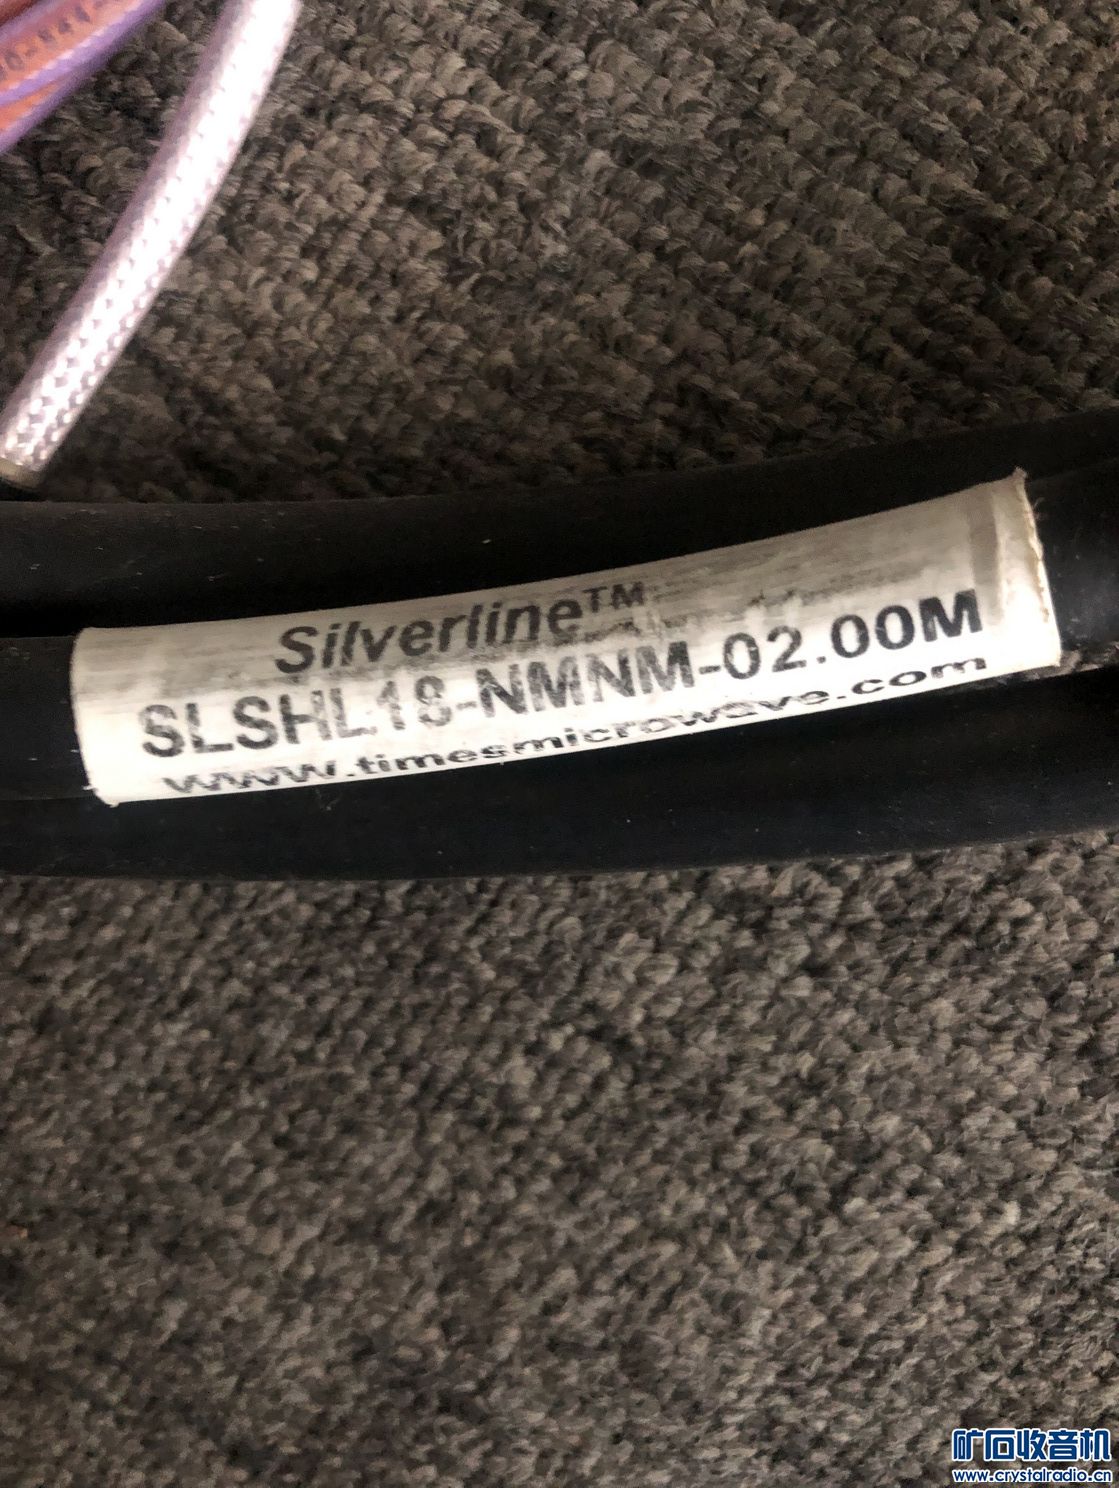 Silverline™
SLSHL18-NMNM-02.00M
www.timesmicrowave.com
矿石收音机
www.crystalradio.cn